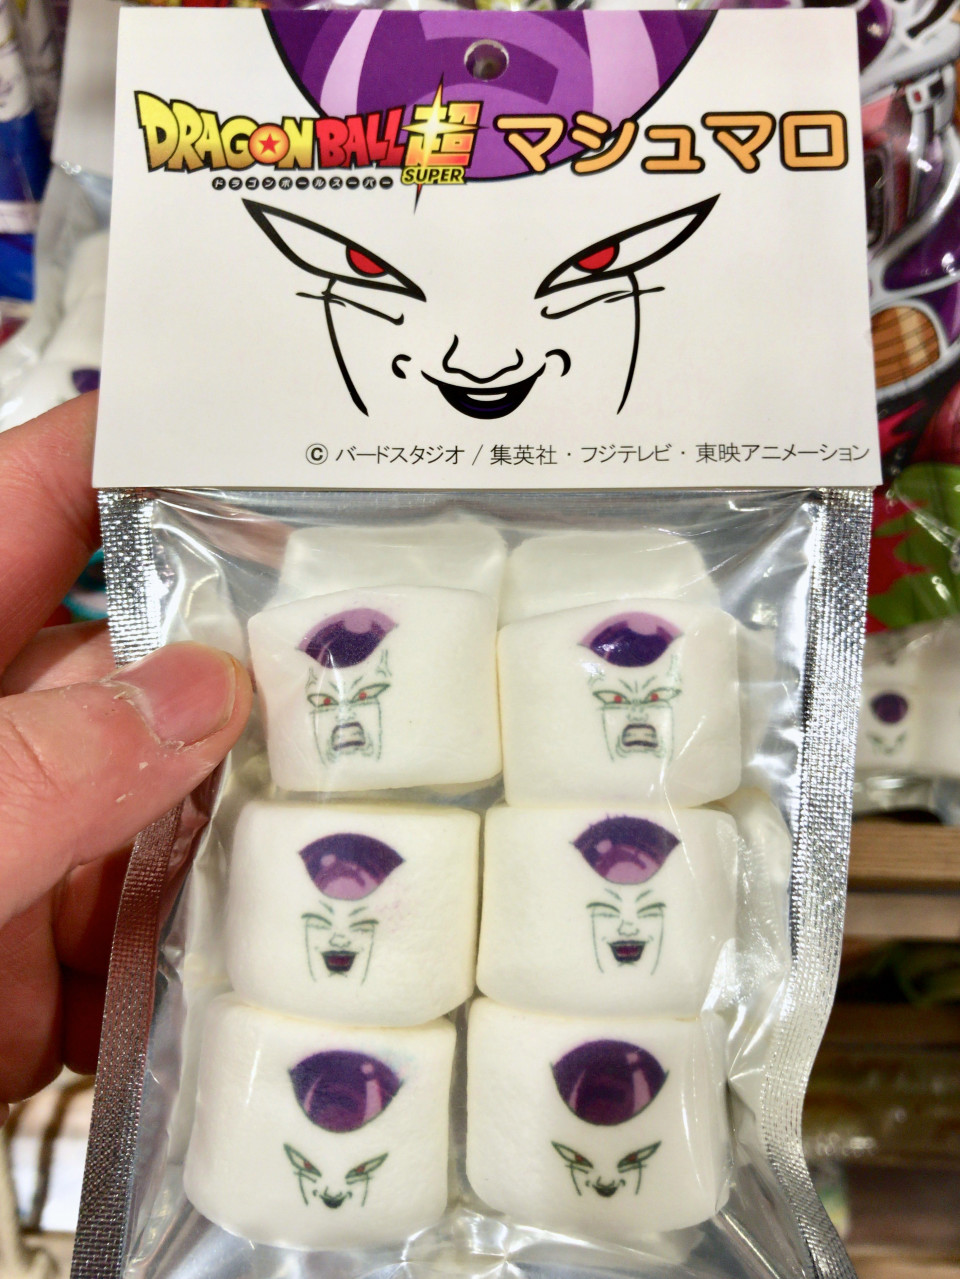 DRAGON BALL超 マシュマロ
SUPER
ドラゴンボールスーパー
© バードスタジオ / 集英社・フジテレビ・東映アニメーション